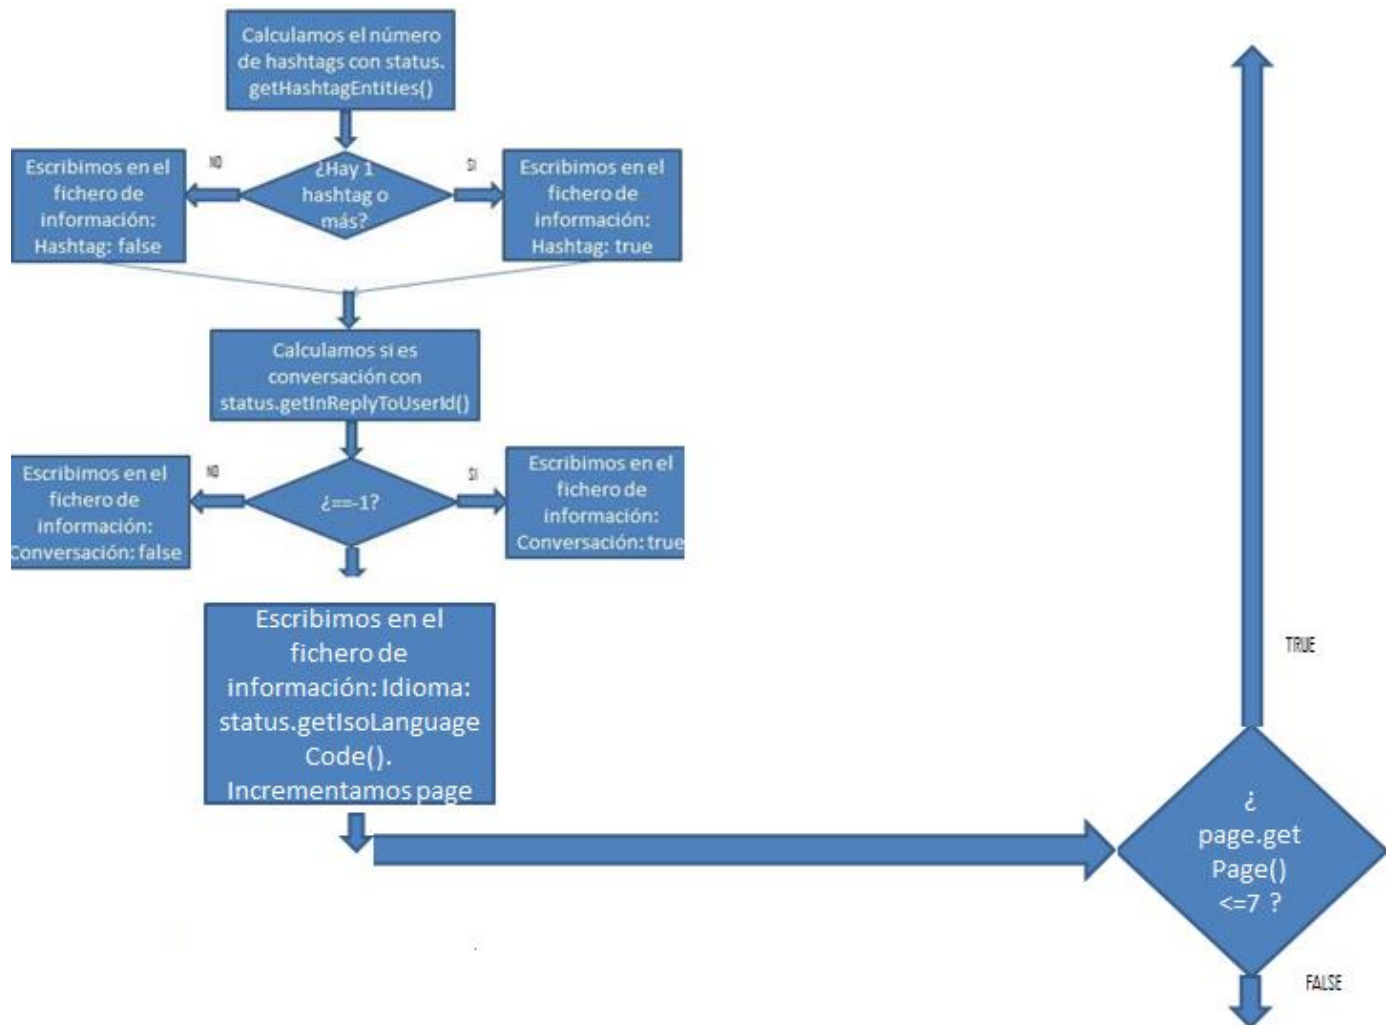 Calculamos el número
de hashtags con status.
getHashtagEntities()
NO
¿Hay 1
hashtag o
más?
SI
Escribimos en el
fichero de
información:
Hashtag: false
Escribimos en el
fichero de
información:
Hashtag: true
Calculamos si es
conversación con
status.getInReplyToUserId()
NO
¿==-1?
SI
Escribimos en el
fichero de
información:
Conversación: false
Escribimos en el
fichero de
información:
Conversación: true
Escribimos en el
fichero de
información: Idioma:
status.getIsoLanguage
Code().
Incrementamos page
TRUE
¿
page.get
Page()
<=7 ?
FALSE